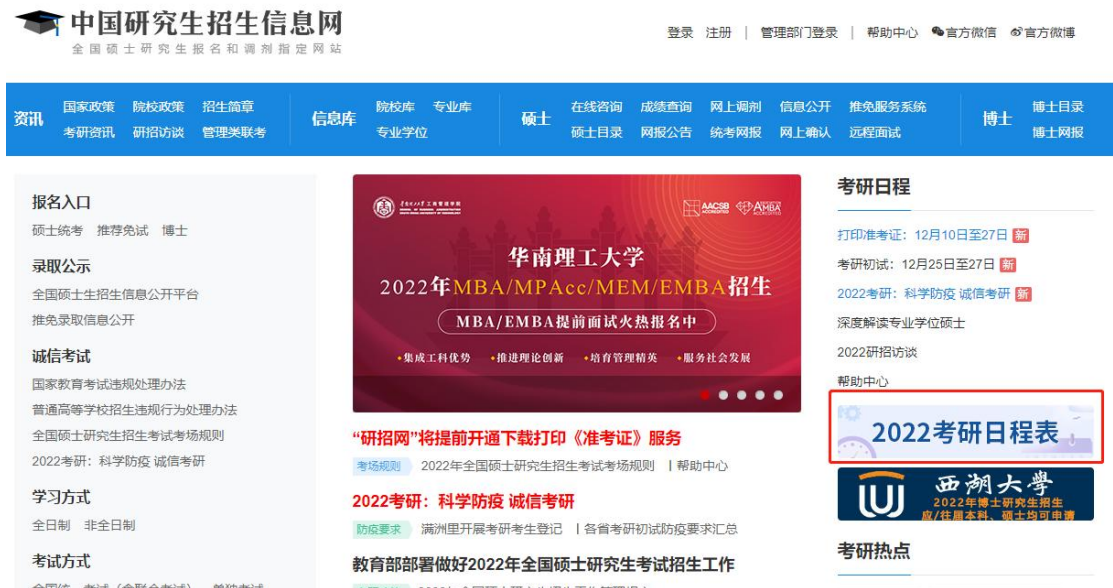 中国研究生招生信息网
全国硕士研究生报名和调剂指定网站
登录 注册 | 管理部门登录 | 帮助中心 官方微信 官方微博
资讯
国家政策 院校政策 招生简章
考研资讯 研招访谈 管理类联考
信息库
院校库 专业库
专业学位
硕士
在线咨询 成绩查询 网上调剂 信息公开 推免服务系统
硕士目录 网报公告 统考网报 网上确认 远程面试
博士
博士目录
博士网报
报名入口
硕士统考 推荐免试 博士
录取公示
全国硕士生招生信息公开平台
推免录取信息公开
诚信考试
国家教育考试违规处理办法
普通高等学校招生违规行为处理办法
全国硕士研究生招生考试考场规则
2022考研：科学防疫 诚信考研
学习方式
全日制 非全日制
考试方式
AACSB ACCREDITED AMBA ACCREDITED
华南理工大学
2022年MBA/MPAcc/MEM/EMBA招生
MBA/EMBA提前面试火热报名中
•集成工科优势 •推进理论创新 •培育管理精英 •服务社会发展
“研招网”将提前开通下载打印《准考证》服务
考场规则 2022年全国硕士研究生招生考试考场规则 | 帮助中心
2022考研：科学防疫 诚信考研
防疫要求 满洲里开展考研考生登记 | 各省考研初试防疫要求汇总
教育部部署做好2022年全国硕士研究生考试招生工作
考研日程
打印准考证：12月10日至27日 新
考研初试：12月25日至27日 新
2022考研：科学防疫 诚信考研 新
深度解读专业学位硕士
2022研招访谈
帮助中心
2022考研日程表
西湖大學
2022年博士研究生招生
应/往届本科、硕士均可申请
考研热点